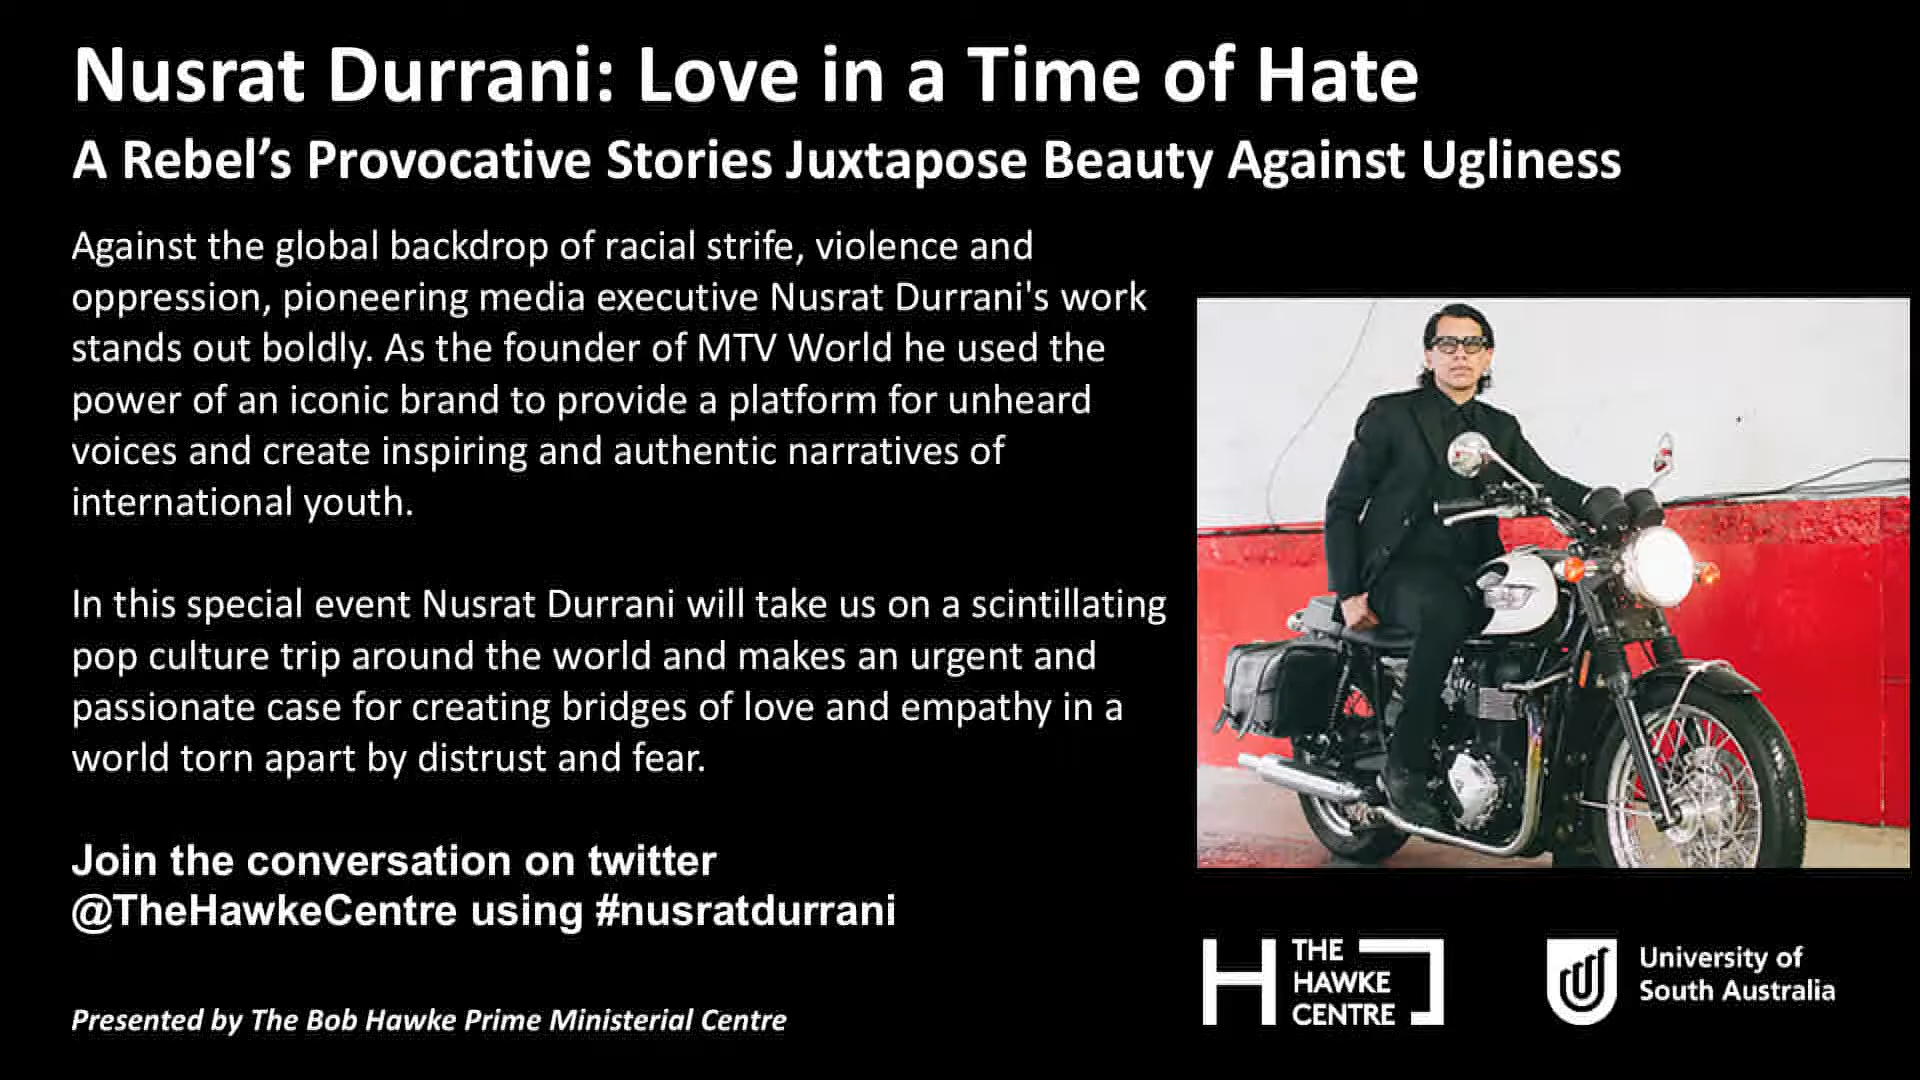 Nusrat Durrani: Love in a Time of Hate
A Rebel’s Provocative Stories Juxtapose Beauty Against Ugliness
Against the global backdrop of racial strife, violence and
oppression, pioneering media executive Nusrat Durrani's work
stands out boldly. As the founder of MTV World he used the
power of an iconic brand to provide a platform for unheard
voices and create inspiring and authentic narratives of
international youth.
In this special event Nusrat Durrani will take us on a scintillating
pop culture trip around the world and makes an urgent and
passionate case for creating bridges of love and empathy in a
world torn apart by distrust and fear.
Join the conversation on twitter
@TheHawkeCentre using #nusratdurrani
Presented by The Bob Hawke Prime Ministerial Centre
H THE
HAWKE
CENTRE
University of
South Australia